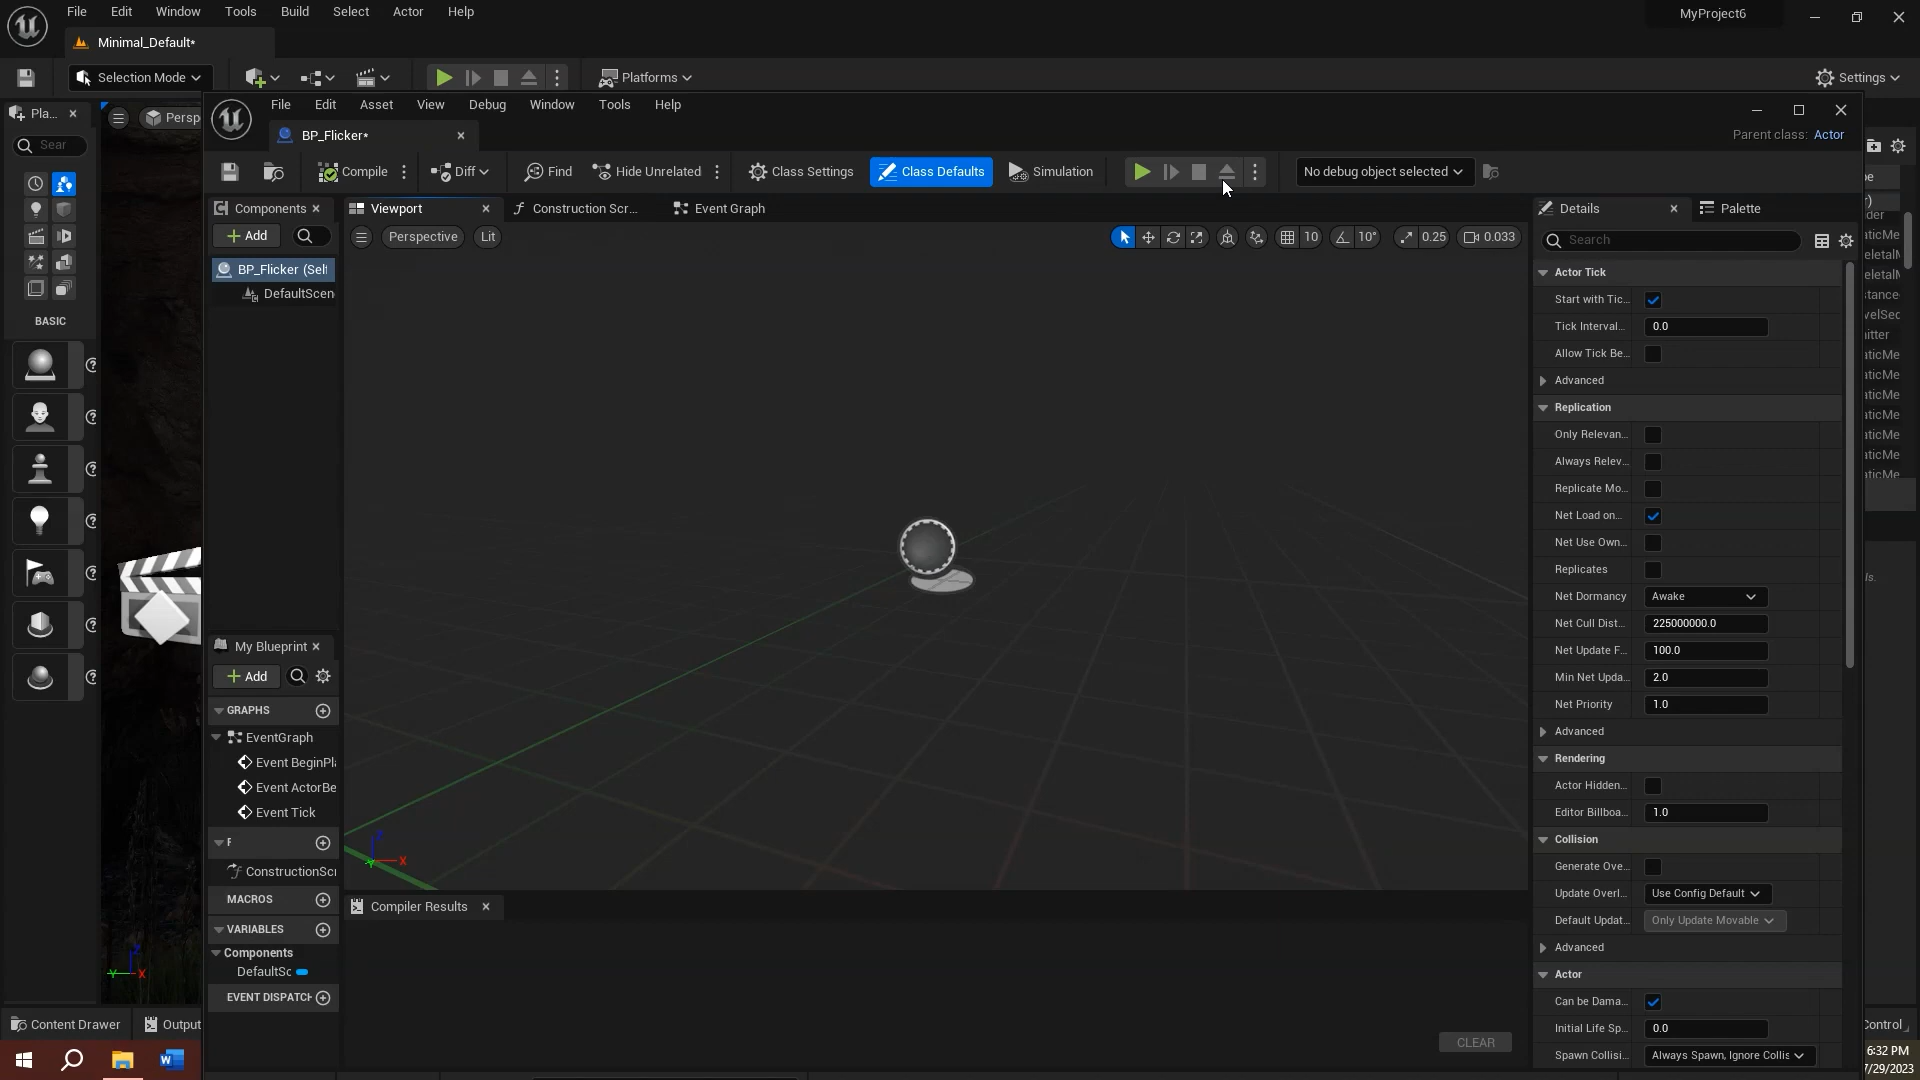 File Edit Window Tools Build Select Actor Help
MyProject6
Minimal_Default*
Selection Mode
Platforms
Settings
Pla...
Persp
File Edit Asset View Debug Window Tools Help
BP_Flicker*
Parent class: Actor
Sear
Compile
Diff
Find
Hide Unrelated
Class Settings
Class Defaults
Simulation
No debug object selected
Components
Viewport
Construction Scr...
Event Graph
Details
Palette
Add
Perspective
Lit
10
10°
0.25
0.033
Search
BP_Flicker (Self
DefaultScen
BASIC
Actor Tick
Start with Tic...
Tick Interval... 0.0
Allow Tick Be...
Advanced
Replication
Only Relevan...
Always Relev...
Replicate Mo...
Net Load on...
Net Use Own...
Replicates
Net Dormancy Awake
Net Cull Dist... 225000000.0
Net Update F... 100.0
Min Net Upda... 2.0
Net Priority 1.0
Advanced
Rendering
Actor Hidden...
Editor Billboa... 1.0
Collision
Generate Ove...
Update Overl... Use Config Default
Default Updat... Only Update Movable
Advanced
Actor
Can be Dama...
Initial Life Sp... 0.0
Spawn Collisi... Always Spawn, Ignore Collis
My Blueprint
Add
GRAPHS
EventGraph
Event BeginPla
Event ActorBe
Event Tick
F
ConstructionScr
MACROS
VARIABLES
Components
DefaultSc
EVENT DISPATCH
Compiler Results
CLEAR
X
Y
Content Drawer
Output
Control
6:32 PM
7/29/2023